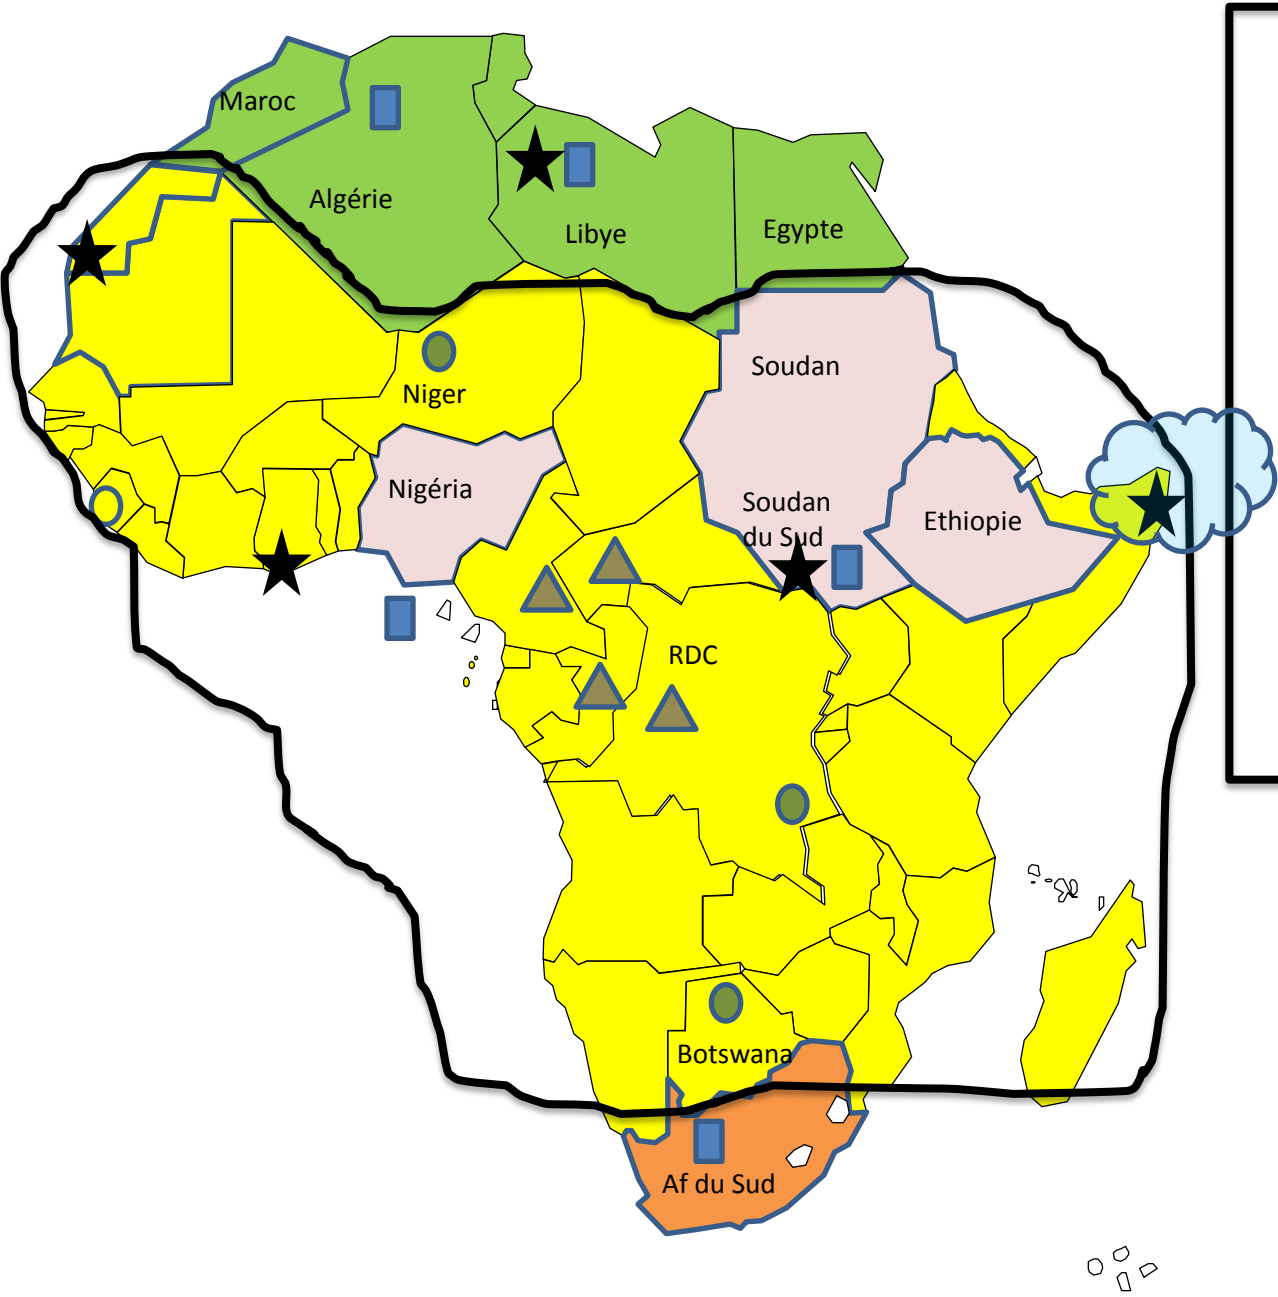 Maroc
Algérie
Libye
Egypte
Niger
Soudan
Nigéria
Soudan
du Sud
Ethiopie
RDC
Botswana
Af du Sud